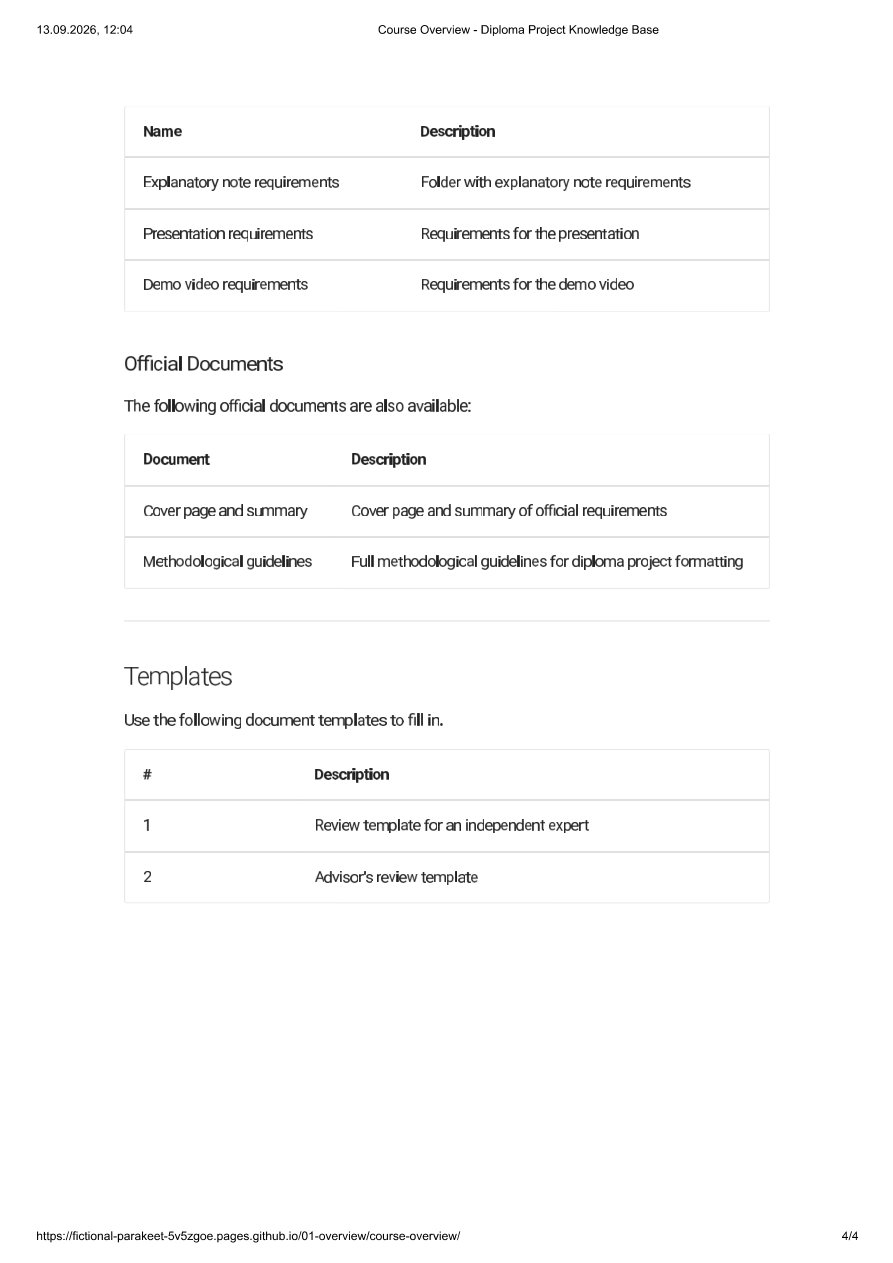 13.09.2026, 12:04 Course Overview - Diploma Project Knowledge Base
Name Description
Explanatory note requirements Folder with explanatory note requirements
Presentation requirements Requirements for the presentation
Demo video requirements Requirements for the demo video
Official Documents
The following official documents are also available:
Document Description
Cover page and summary Cover page and summary of official requirements
Methodological guidelines Full methodological guidelines for diploma project formatting
Templates
Use the following document templates to fill in.
# Description
1 Review template for an independent expert
2 Advisor's review template
https://fictional-parakeet-5v5zgoe.pages.github.io/01-overview/course-overview/ 4/4